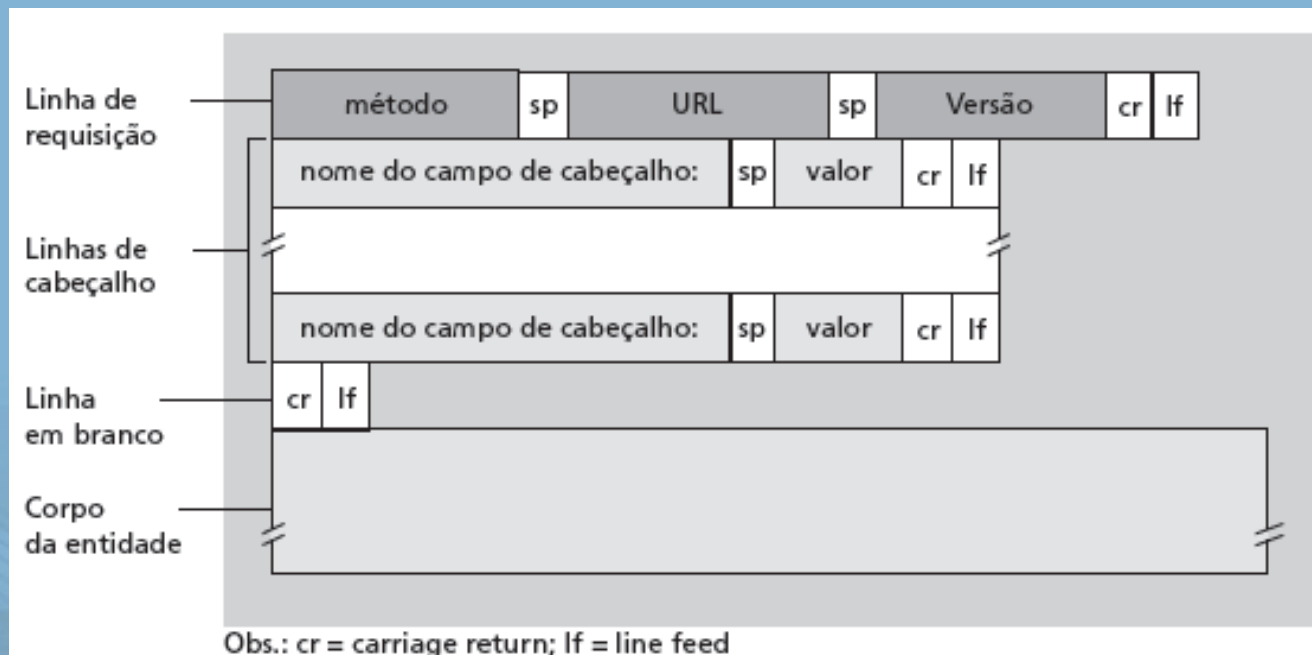 Linha de
requisição
método sp URL sp Versão cr lf
nome do campo de cabeçalho: sp valor cr lf
Linhas de
cabeçalho
nome do campo de cabeçalho: sp valor cr lf
Linha
em branco
cr lf
Corpo
da entidade
Obs.: cr = carriage return; lf = line feed